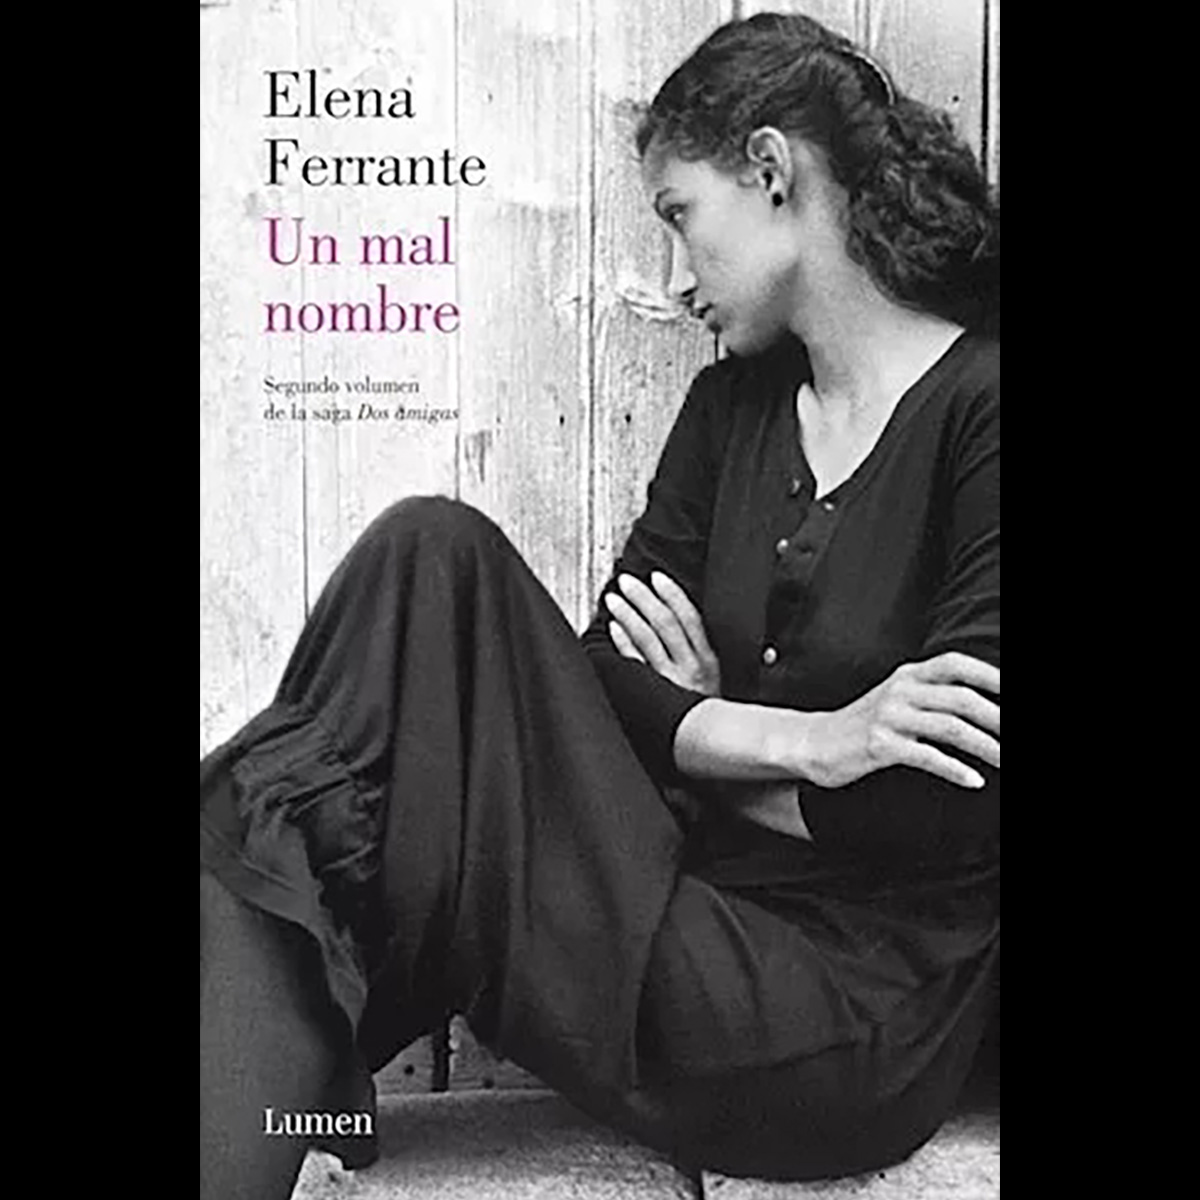 Elena
Ferrante
Un mal
nombre
Segundo volumen
de la saga Dos amigas
Lumen